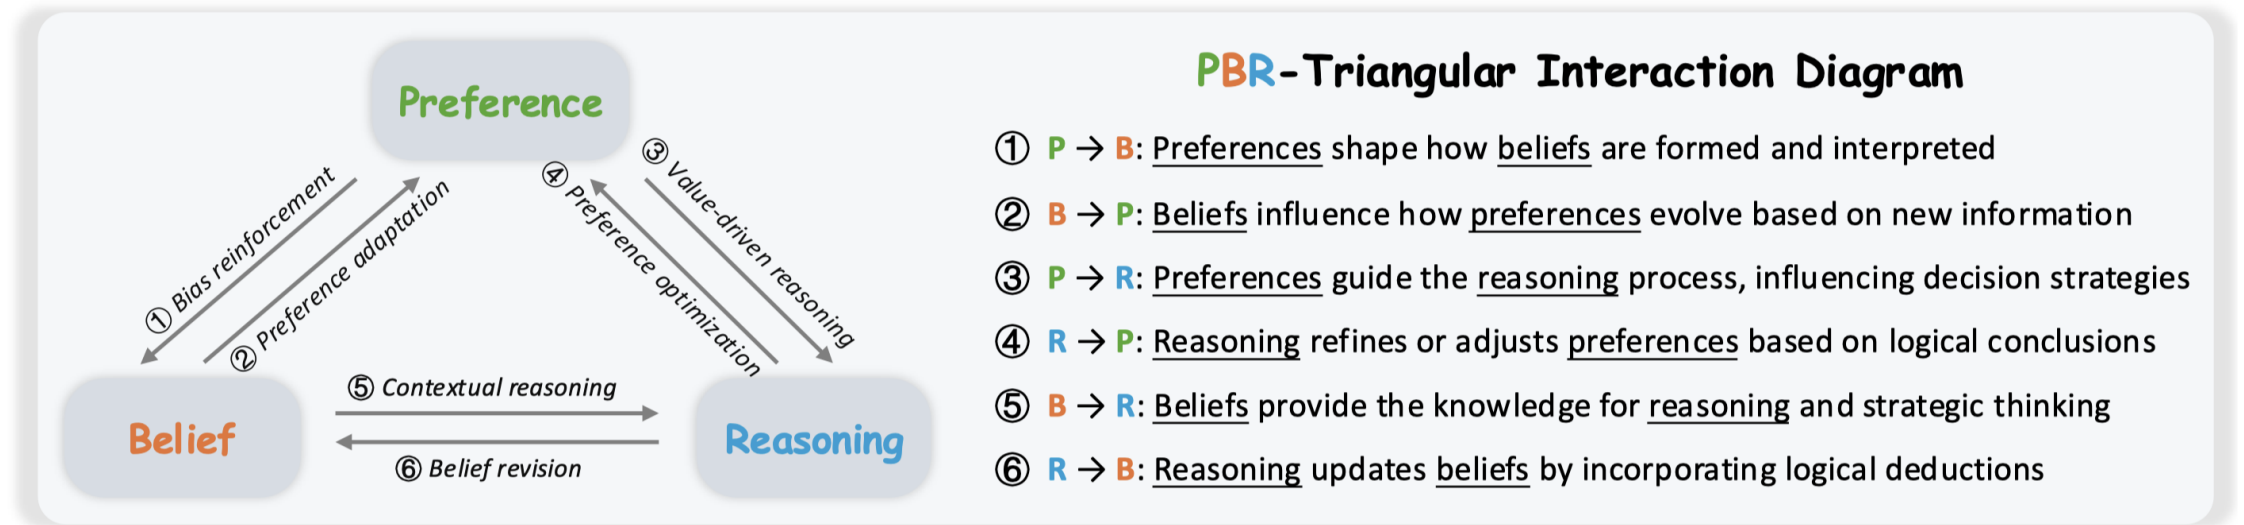 Preference
① Bias reinforcement
② Preference adaptation
③ Value-driven reasoning
④ Preference optimization
⑤ Contextual reasoning
⑥ Belief revision
Belief
Reasoning
PBR-Triangular Interaction Diagram
① P → B: Preferences shape how beliefs are formed and interpreted
② B → P: Beliefs influence how preferences evolve based on new information
③ P → R: Preferences guide the reasoning process, influencing decision strategies
④ R → P: Reasoning refines or adjusts preferences based on logical conclusions
⑤ B → R: Beliefs provide the knowledge for reasoning and strategic thinking
⑥ R → B: Reasoning updates beliefs by incorporating logical deductions